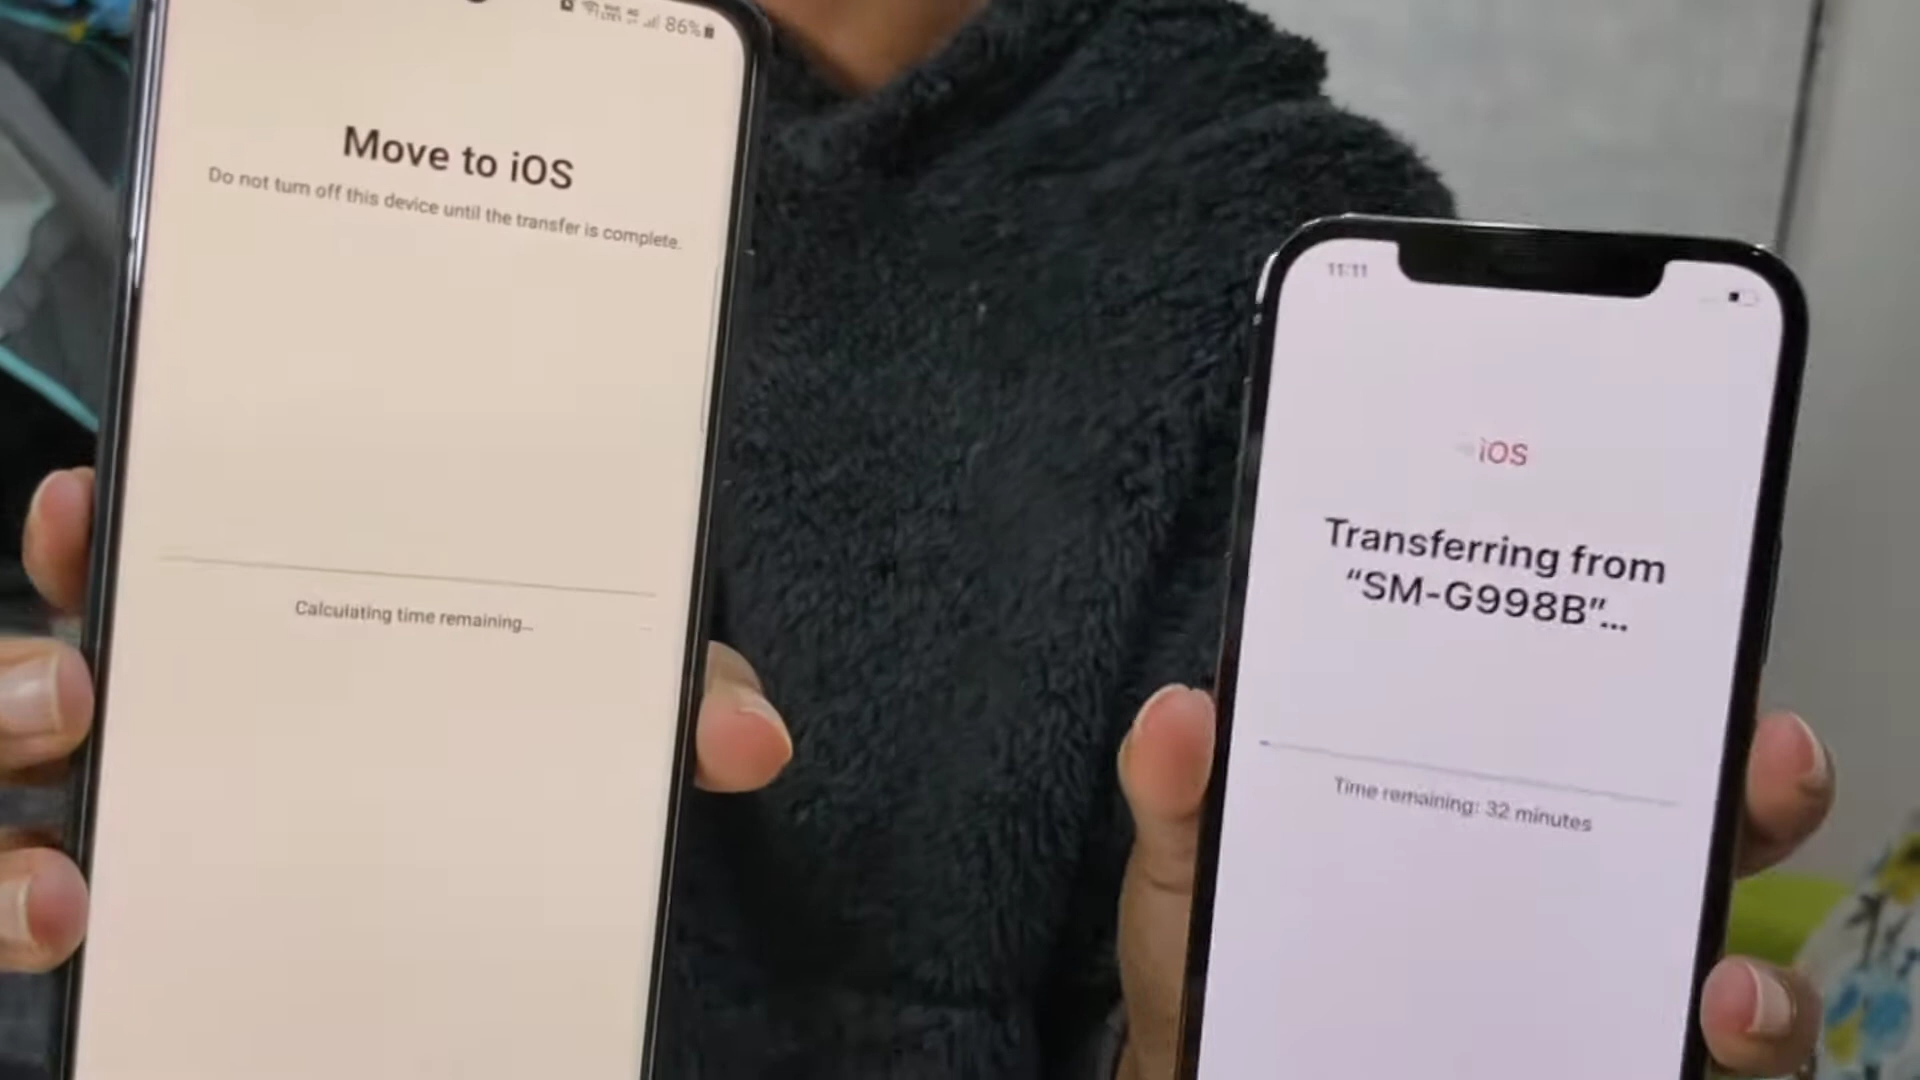 86%
Move to iOS
Do not turn off this device until the transfer is complete.
Calculating time remaining...
11:11
iOS
Transferring from
“SM-G998B”...
Time remaining: 32 minutes